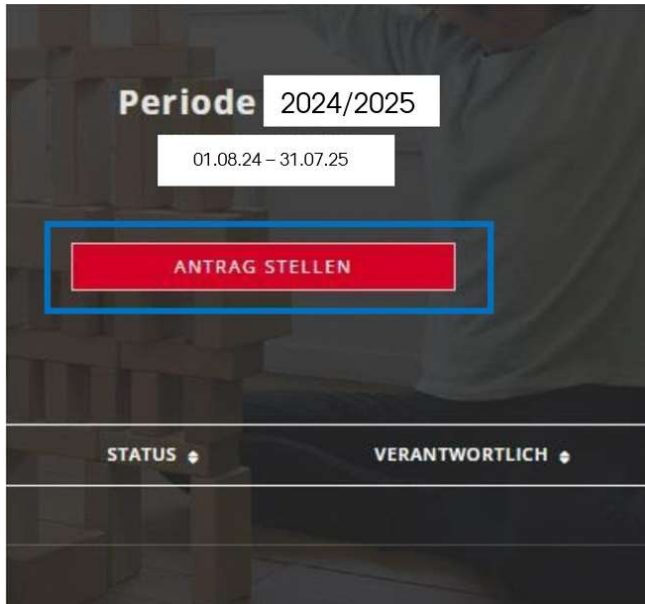 Periode 2024/2025
01.08.24 – 31.07.25
ANTRAG STELLEN
STATUS VERANTWORTLICH